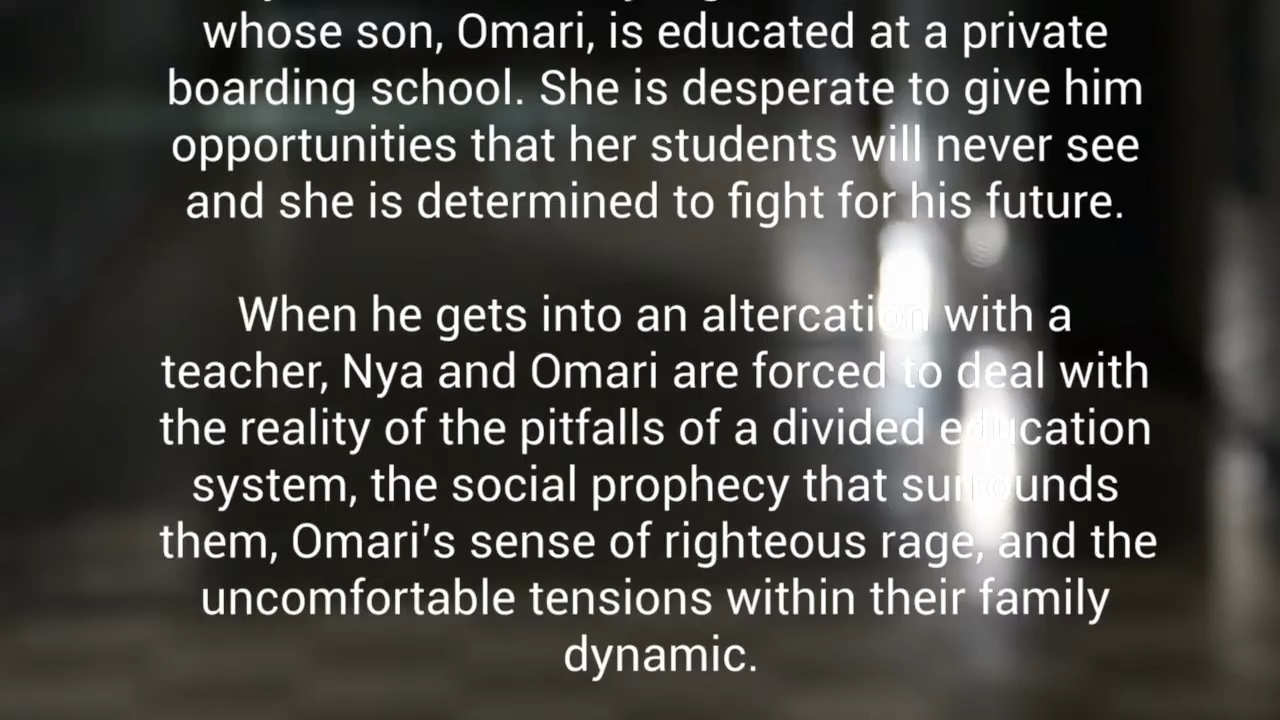 whose son, Omari, is educated at a private
boarding school. She is desperate to give him
opportunities that her students will never see
and she is determined to fight for his future.
When he gets into an altercation with a
teacher, Nya and Omari are forced to deal with
the reality of the pitfalls of a divided education
system, the social prophecy that surrounds
them, Omari's sense of righteous rage, and the
uncomfortable tensions within their family
dynamic.